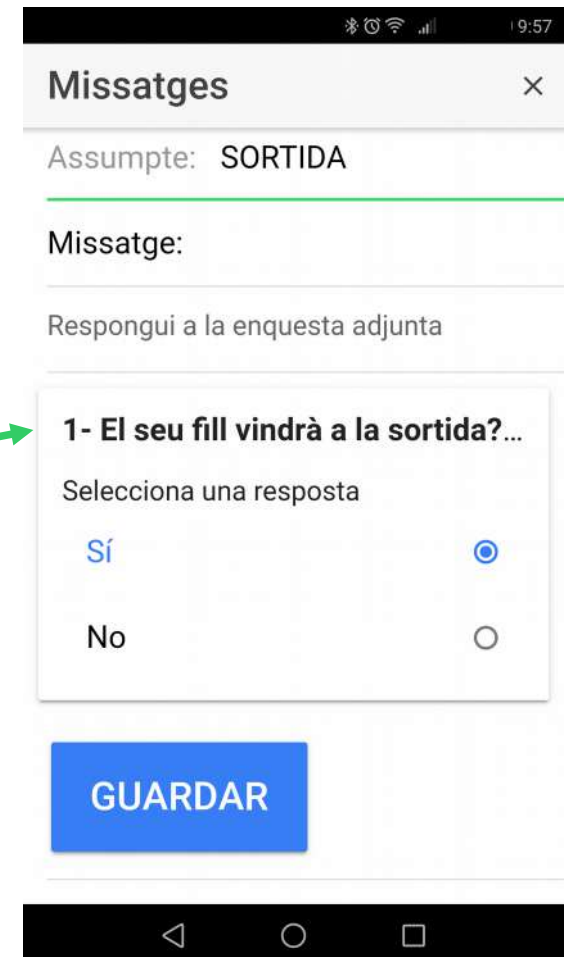 9:57
Missatges
Assumpte: SORTIDA
Missatge:
Respongui a la enquesta adjunta
1- El seu fill vindrà a la sortida?...
Selecciona una resposta
Sí
No
GUARDAR